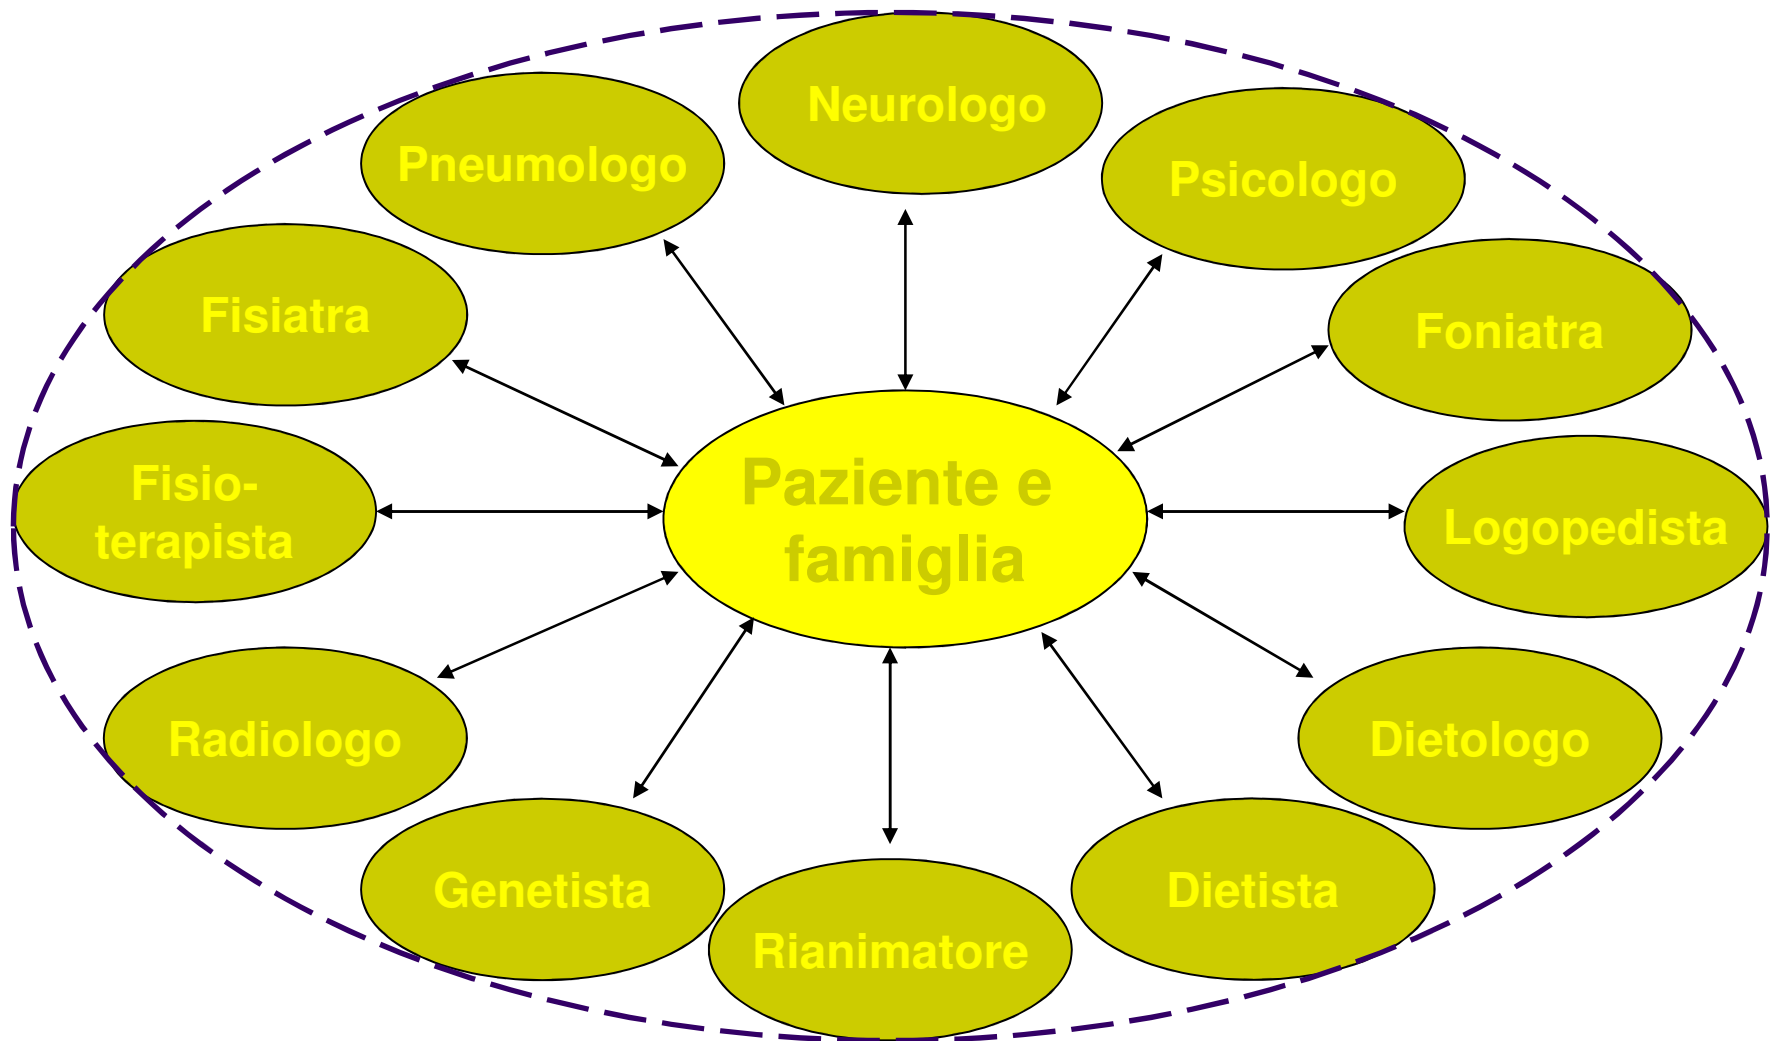 Neurologo
Pneumologo
Psicologo
Fisiatra
Foniatra
Paziente e
famiglia
Fisio-
terapista
Logopedista
Radiologo
Dietologo
Genetista
Dietista
Rianimatore